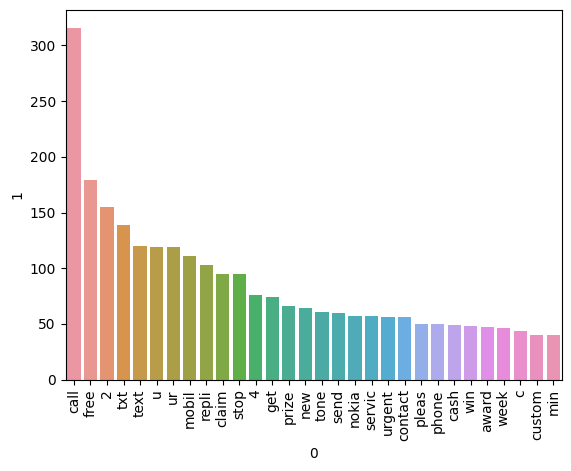 300
250
200
150
100
50
0
1
call
free
2
txt
text
u
ur
mobil
repli
claim
stop
4
get
prize
new
tone
send
nokia
servic
urgent
contact
pleas
phone
cash
win
award
week
c
custom
min
0